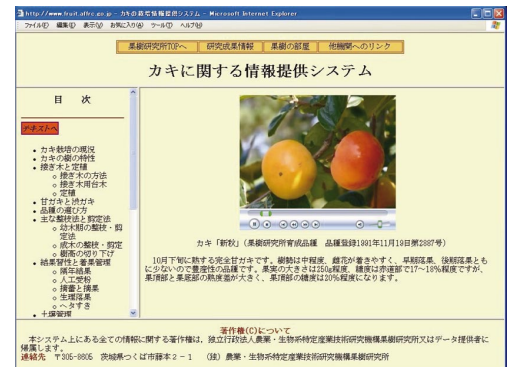 http://www.fruit.affrc.go.jp - カキの栽培情報提供システム - Microsoft Internet Explorer
ファイル(F) 編集(E) 表示(V) お気に入り(A) ツール(T) ヘルプ(H)
果樹研究所TOPへ 研究成果情報 果樹の部屋 他機関へのリンク
カキに関する情報提供システム
目 次
テキストへ
カキ栽培の現況
カキの樹の特性
接ぎ木と定植
接ぎ木の方法
接ぎ木用台木
定植
甘ガキと渋ガキ
品種の選び方
主な整枝法と剪定法
幼木期の整枝・剪
定法
成木の整枝・剪定
樹高の切り下げ
結果習性と着果管理
隔年結果
人工受粉
摘蕾と摘果
生理落果
ヘタすき
土壌管理
カキ「新秋」(果樹研究所育成品種 品種登録1991年11月19日第2887号)
10月下旬に熟する完全甘ガキです。樹勢は中程度、雌花が着きやすく、早期落果、後期落果とも
に少ないので豊産性の品種です。果実の大きさは250g程度、糖度は赤道部で17～18％程度ですが、
果頂部と果底部の熟度差が大きく、果頂部の糖度は20％程度になります。
著作権(C)について
本システム上にある全ての情報に関する著作権は、独立行政法人農業・生物系特定産業技術研究機構果樹研究所又はデータ提供者に
帰属します。
連絡先 〒305-8605 茨城県つくば市藤本２－１ (独) 農業・生物系特定産業技術研究機構果樹研究所